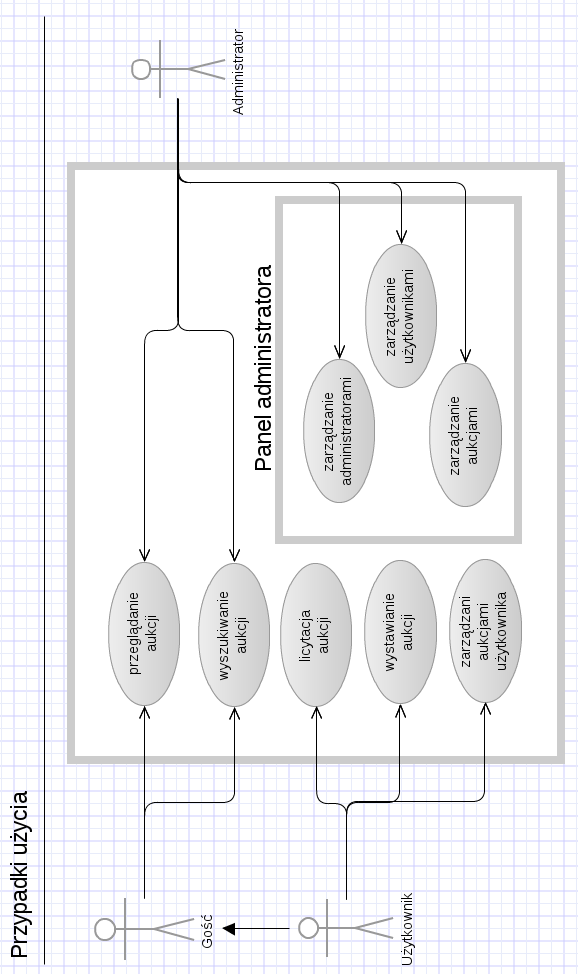 Przypadki użycia
Gość
Użytkownik
przeglądanie
aukcji
wyszukiwanie
aukcji
licytacja
aukcji
wystawianie
aukcji
zarządzani
aukcjami
użytkownika
Panel administratora
zarządzanie
administratorami
zarządzanie
użytkownikami
zarządzanie
aukcjami
Administrator